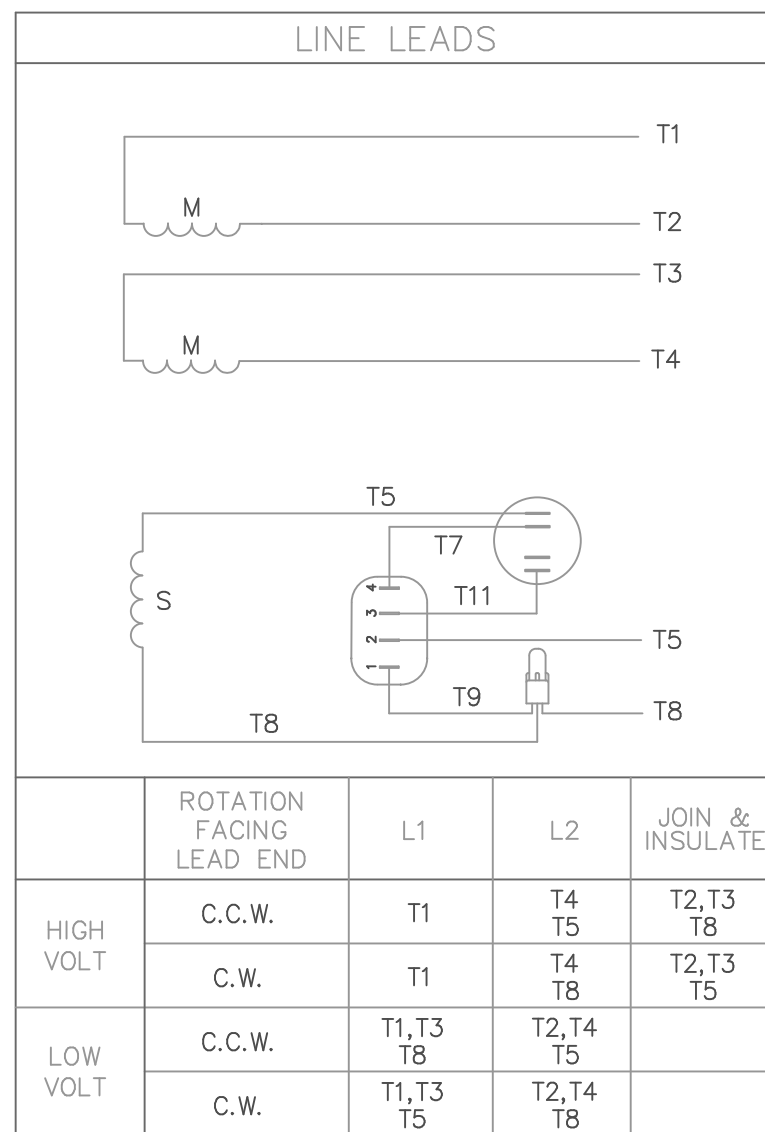 LINE LEADS
T1
M
T2
T3
M
T4
T5
T7
4
T11
S
3
2
T5
1
T9
T8
T8
ROTATION
FACING
LEAD END
L1
L2
JOIN &
INSULATE
HIGH
VOLT
C.C.W.
T1
T4
T5
T2,T3
T8
C.W.
T1
T4
T8
T2,T3
T5
LOW
VOLT
C.C.W.
T1,T3
T8
T2,T4
T5
C.W.
T1,T3
T5
T2,T4
T8